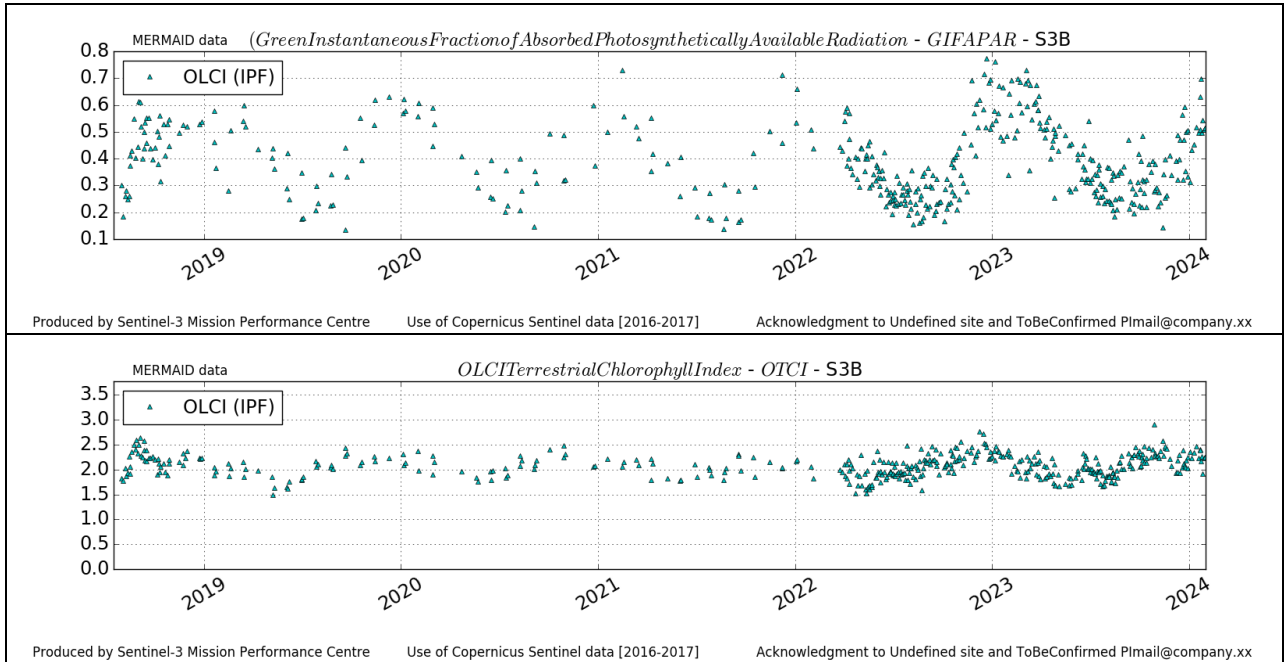 MERMAID data (GreenInstantaneousFractionofAbsorbedPhotosyntheticallyAvailableRadiation - GIFAPAR - S3B
0.8
0.7
0.6
0.5
0.4
0.3
0.2
0.1
OLCI (IPF)
2019 2020 2021 2022 2023 2024
Produced by Sentinel-3 Mission Performance Centre Use of Copernicus Sentinel data [2016-2017] Acknowledgment to Undefined site and ToBeConfirmed PImail@company.xx
MERMAID data OLCITerrestrialChlorophyllIndex - OTCI - S3B
3.5
3.0
2.5
2.0
1.5
1.0
0.5
0.0
OLCI (IPF)
2019 2020 2021 2022 2023 2024
Produced by Sentinel-3 Mission Performance Centre Use of Copernicus Sentinel data [2016-2017] Acknowledgment to Undefined site and ToBeConfirmed PImail@company.xx